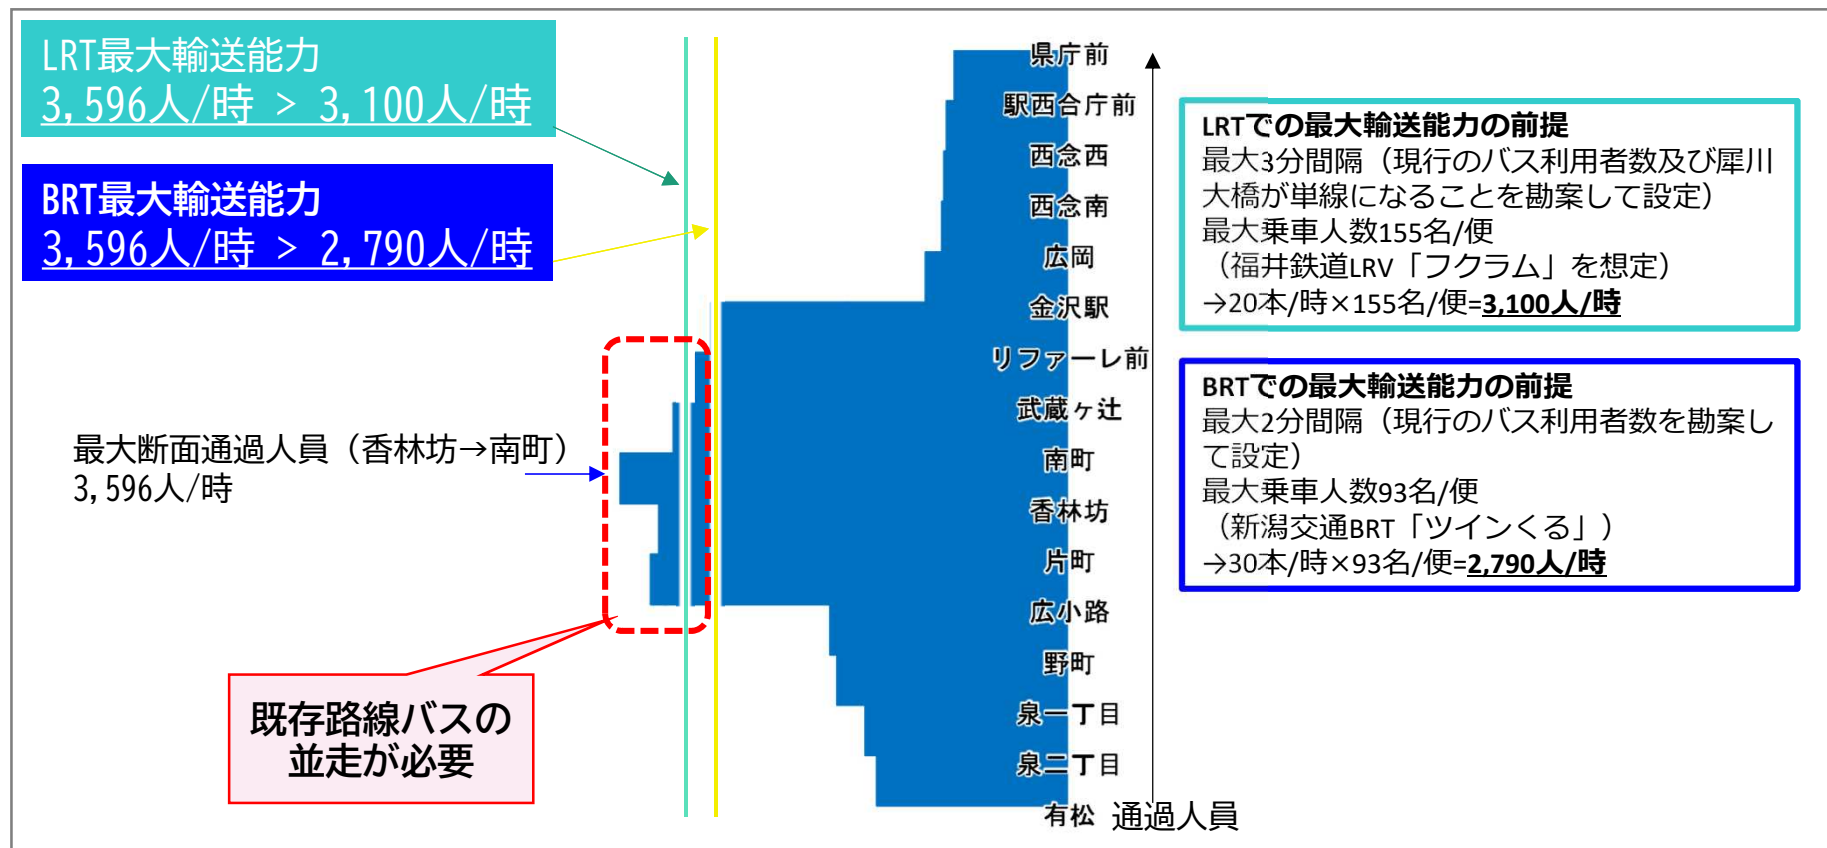 LRT最大輸送能力
3,596人/時 > 3,100人/時
BRT最大輸送能力
3,596人/時 > 2,790人/時
最大断面通過人員（香林坊→南町）
3,596人/時
既存路線バスの
並走が必要
県庁前
駅西合庁前
西念西
西念南
広岡
金沢駅
リファーレ前
武蔵ヶ辻
南町
香林坊
片町
広小路
野町
泉一丁目
泉二丁目
有松
通過人員
LRTでの最大輸送能力の前提
最大3分間隔（現行のバス利用者数及び犀川
大橋が単線になることを勘案して設定）
最大乗車人数155名/便
（福井鉄道LRV「フクラム」を想定）
→20本/時×155名/便=3,100人/時
BRTでの最大輸送能力の前提
最大2分間隔（現行のバス利用者数を勘案し
て設定）
最大乗車人数93名/便
（新潟交通BRT「ツインくる」）
→30本/時×93名/便=2,790人/時